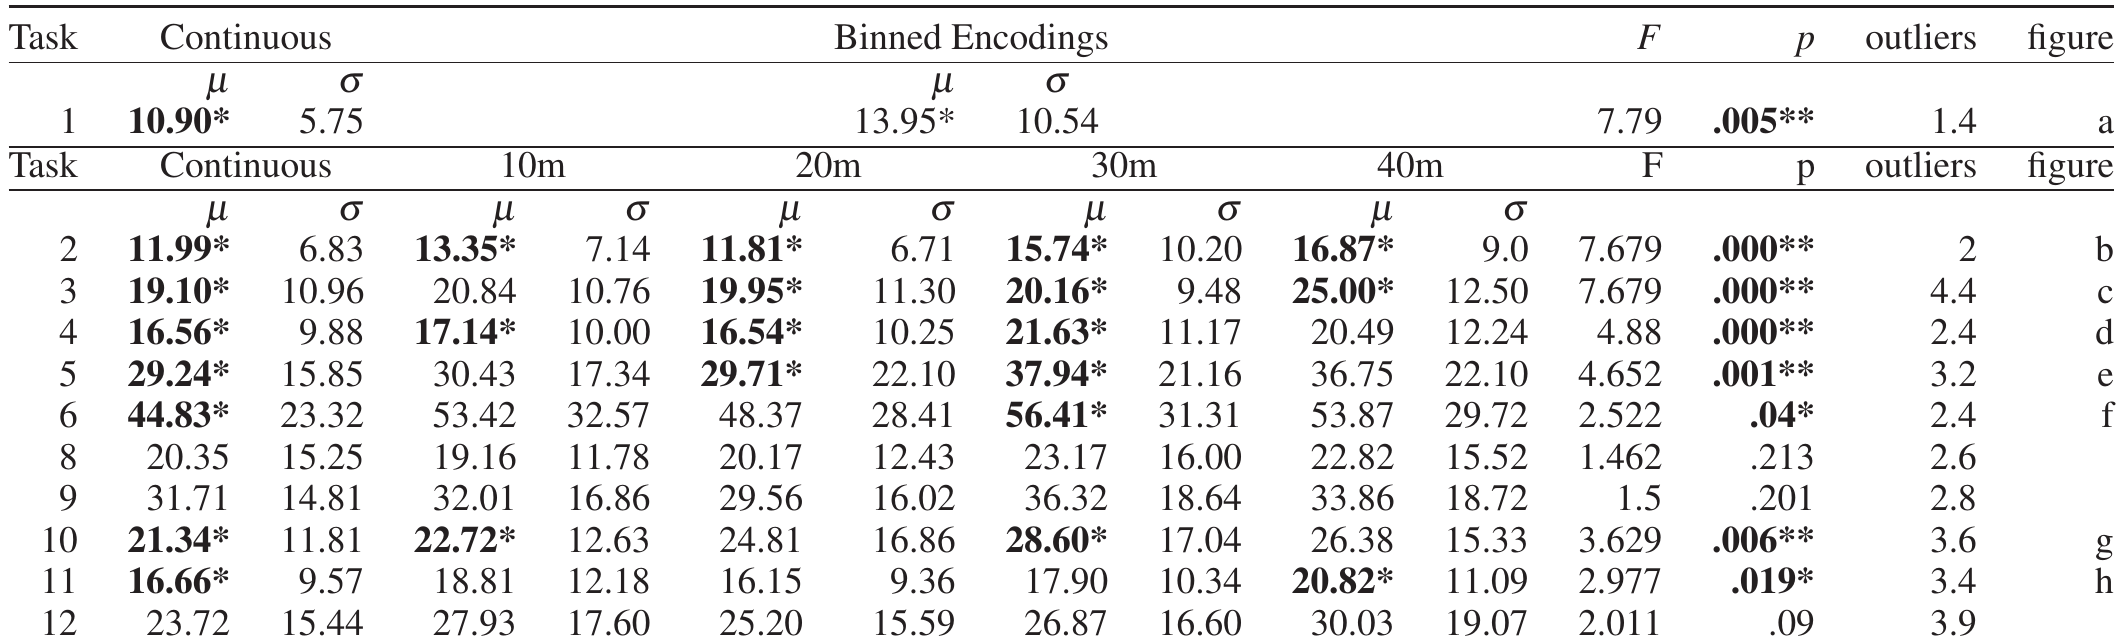 Task Continuous Binned Encodings F p outliers figure
μ σ μ σ
1 10.90* 5.75 13.95* 10.54 7.79 .005** 1.4 a
Task Continuous 10m 20m 30m 40m F p outliers figure
μ σ μ σ μ σ μ σ μ σ
2 11.99* 6.83 13.35* 7.14 11.81* 6.71 15.74* 10.20 16.87* 9.0 7.679 .000** 2 b
3 19.10* 10.96 20.84 10.76 19.95* 11.30 20.16* 9.48 25.00* 12.50 7.679 .000** 4.4 c
4 16.56* 9.88 17.14* 10.00 16.54* 10.25 21.63* 11.17 20.49 12.24 4.88 .000** 2.4 d
5 29.24* 15.85 30.43 17.34 29.71* 22.10 37.94* 21.16 36.75 22.10 4.652 .001** 3.2 e
6 44.83* 23.32 53.42 32.57 48.37 28.41 56.41* 31.31 53.87 29.72 2.522 .04* 2.4 f
8 20.35 15.25 19.16 11.78 20.17 12.43 23.17 16.00 22.82 15.52 1.462 .213 2.6
9 31.71 14.81 32.01 16.86 29.56 16.02 36.32 18.64 33.86 18.72 1.5 .201 2.8
10 21.34* 11.81 22.72* 12.63 24.81 16.86 28.60* 17.04 26.38 15.33 3.629 .006** 3.6 g
11 16.66* 9.57 18.81 12.18 16.15 9.36 17.90 10.34 20.82* 11.09 2.977 .019* 3.4 h
12 23.72 15.44 27.93 17.60 25.20 15.59 26.87 16.60 30.03 19.07 2.011 .09 3.9